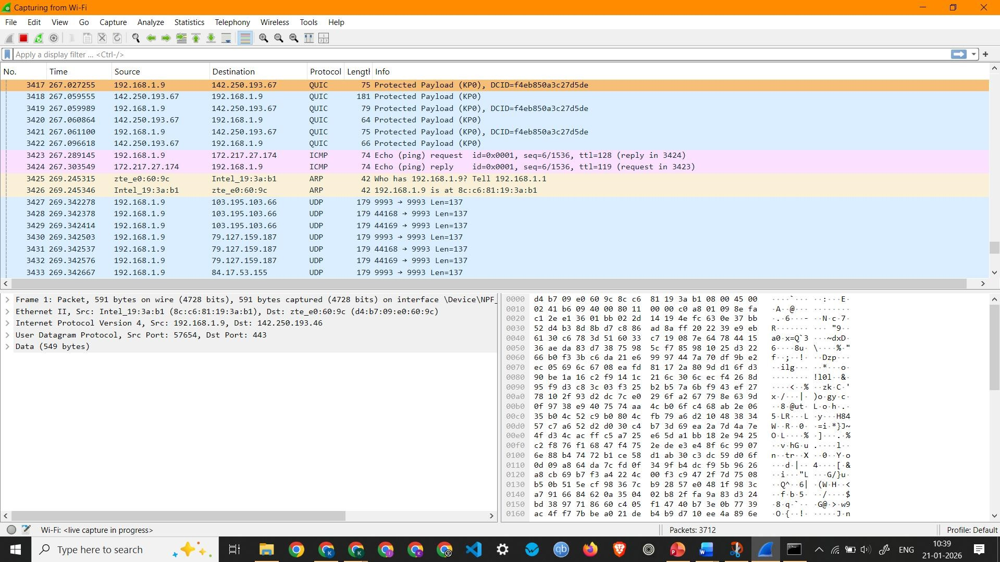 Capturing from Wi-Fi
File Edit View Go Capture Analyze Statistics Telephony Wireless Tools Help
Apply a display filter ... <Ctrl-/>
No. Time Source Destination Protocol Length Info
3417 267.027255 192.168.1.9 142.250.193.67 QUIC 75 Protected Payload (KP0), DCID=f4eb850a3c27d5de
3418 267.059555 142.250.193.67 192.168.1.9 QUIC 181 Protected Payload (KP0)
3419 267.059989 192.168.1.9 142.250.193.67 QUIC 79 Protected Payload (KP0), DCID=f4eb850a3c27d5de
3420 267.060864 142.250.193.67 192.168.1.9 QUIC 64 Protected Payload (KP0)
3421 267.061100 192.168.1.9 142.250.193.67 QUIC 75 Protected Payload (KP0), DCID=f4eb850a3c27d5de
3422 267.096618 142.250.193.67 192.168.1.9 QUIC 66 Protected Payload (KP0)
3423 267.289145 192.168.1.9 172.217.27.174 ICMP 74 Echo (ping) request id=0x0001, seq=6/1536, ttl=128 (reply in 3424)
3424 267.303549 172.217.27.174 192.168.1.9 ICMP 74 Echo (ping) reply id=0x0001, seq=6/1536, ttl=119 (request in 3423)
3425 269.245315 zte_e0:60:9c Intel_19:3a:b1 ARP 42 Who has 192.168.1.9? Tell 192.168.1.1
3426 269.245346 Intel_19:3a:b1 zte_e0:60:9c ARP 42 192.168.1.9 is at 8c:c6:81:19:3a:b1
3427 269.342278 192.168.1.9 103.195.103.66 UDP 179 9993 → 9993 Len=137
3428 269.342378 192.168.1.9 103.195.103.66 UDP 179 44168 → 9993 Len=137
3429 269.342414 192.168.1.9 103.195.103.66 UDP 179 44169 → 9993 Len=137
3430 269.342503 192.168.1.9 79.127.159.187 UDP 179 9993 → 9993 Len=137
3431 269.342537 192.168.1.9 79.127.159.187 UDP 179 44168 → 9993 Len=137
3432 269.342576 192.168.1.9 79.127.159.187 UDP 179 44169 → 9993 Len=137
3433 269.342667 192.168.1.9 84.17.53.155 UDP 179 9993 → 9993 Len=137
Frame 1: Packet, 591 bytes on wire (4728 bits), 591 bytes captured (4728 bits) on interface \Device\NPF_
Ethernet II, Src: Intel_19:3a:b1 (8c:c6:81:19:3a:b1), Dst: zte_e0:60:9c (d4:b7:09:e0:60:9c)
Internet Protocol Version 4, Src: 192.168.1.9, Dst: 142.250.193.46
User Datagram Protocol, Src Port: 57654, Dst Port: 443
Data (549 bytes)
0000 d4 b7 09 e0 60 9c 8c c6 81 19 3a b1 08 00 45 00 ····`··· ··:···E·
0010 02 41 b6 09 40 00 80 11 00 00 c0 a8 01 09 8e fa ·A··@··· ········
0020 c1 2e e1 36 01 bb 02 2d 14 19 4e fc 63 0e 37 bb ·.·6···- ··N·c·7·
0030 52 d4 b3 8d 8b d7 c8 86 ad 8a ff 20 22 39 e9 eb R······· ··· "9··
0040 61 30 c6 78 3d 51 60 33 c7 19 08 7e 64 78 44 15 a0·x=Q`3 ···~dxD·
0050 36 ae da 83 d7 38 75 98 5c f7 85 98 10 25 d3 22 6····8u· \····%·"
0060 66 b0 f3 3b c6 da 21 e6 99 97 44 7a 70 df 9b e2 f··;··!· ··Dzp···
0070 ec 05 69 6c 67 08 ea fd 81 17 2a 80 9d d1 6f d3 ··ilg··· ··*···o·
0080 90 be 1a 16 c2 f9 14 1c 21 6c 30 6c ec f4 26 8d ········ !l0l··&·
0090 95 f9 d3 c8 3c 03 f3 25 b2 b5 7a 6b f9 43 ef 27 ····<··% ··zk·C·'
00a0 78 10 2f 93 d2 dc 7c e0 29 6f a2 67 79 8e 63 9d x·/···|· )o·gy·c·
00b0 0f 97 38 e9 40 75 74 aa 4c b0 6f c4 68 ab 2e 06 ··8·@ut· L·o·h·.·
00c0 35 b0 4c 52 c9 b0 80 4c fb 79 a6 d2 10 48 38 34 5·LR···L ·y···H84
00d0 57 c7 a6 52 d2 d0 30 c4 b7 3d 69 ea 2a 7d 4a 7e W··R··0· ·=i·*}J~
00e0 4f d3 4c ac ff c5 a7 25 e6 5d a1 bb 18 2e 94 25 O·L····% ·]···.·%
00f0 c2 f8 76 f1 68 47 f4 75 2e de e3 e4 8f 6c 99 07 ··v·hG·u .····l··
0100 6e 88 b4 74 72 b1 ce 58 d1 ab 30 c3 dc 59 d0 6f n··tr··X ··0··Y·o
0110 0d 09 a8 64 da 7c fd 0f 34 9f b4 dc f9 5b 96 26 ···d·|·· 4····[·&
0120 a8 cb 69 b7 f3 a4 22 4c 00 f3 c9 47 2f 7d 75 08 ··i···"L ···G/}u·
0130 b5 0b 51 5e cf 98 36 7c b9 28 57 e0 48 1f 98 3c ··Q^··6| ·(W·H··<
0140 a7 91 66 84 62 0a 35 04 02 b8 2f fa 9a 83 d3 24 ··f·b·5· ··/····$
0150 bd 38 97 71 86 60 c4 05 f1 47 40 b7 3e 0b 77 39 ·8·q·`·· ·G@·>·w9
0160 ac 4f f7 7b be a0 21 de b4 b9 d7 10 ee 4a 89 6e ·O·{··!· ·····J·n
Wi-Fi: <live capture in progress> Packets: 3712 Profile: Default
Type here to search ENG 10:39
21-01-2026